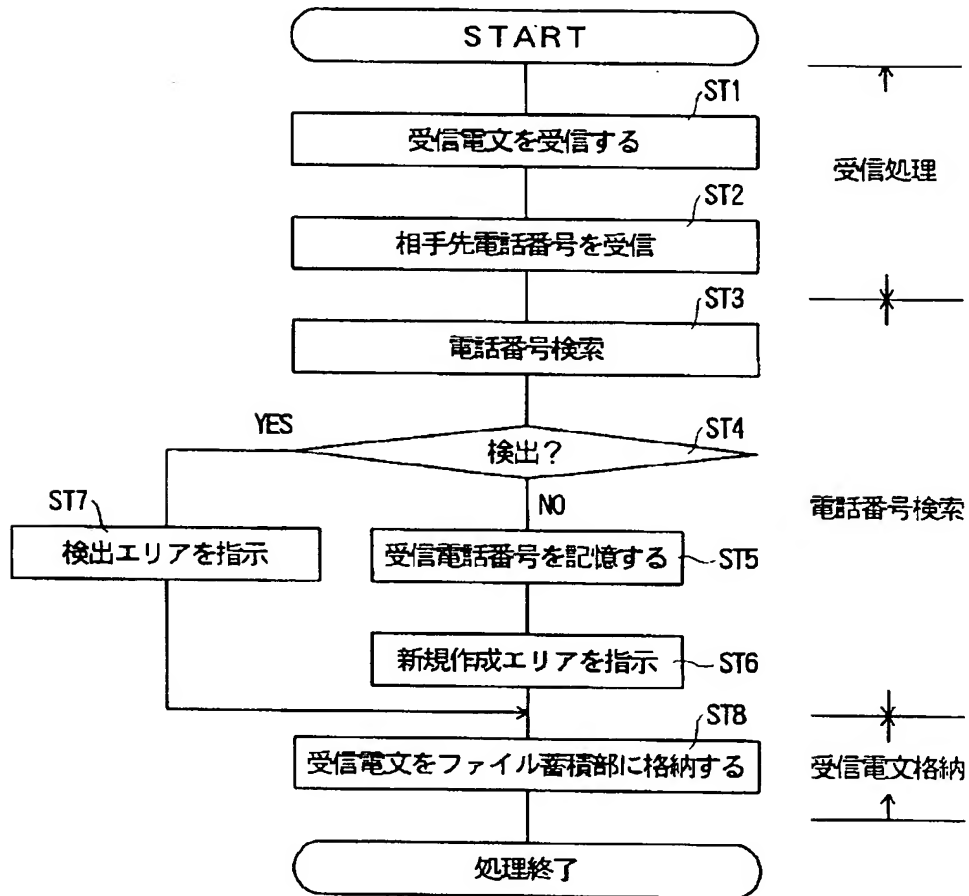 START
ST1
受信電文を受信する
受信処理
ST2
相手先電話番号を受信
ST3
電話番号検索
YES
ST4
検出?
ST7
NO
電話番号検索
検出エリアを指示
受信電話番号を記憶する
ST5
新規作成エリアを指示
ST6
ST8
受信電文をファイル蓄積部に格納する
受信電文格納
処理終了